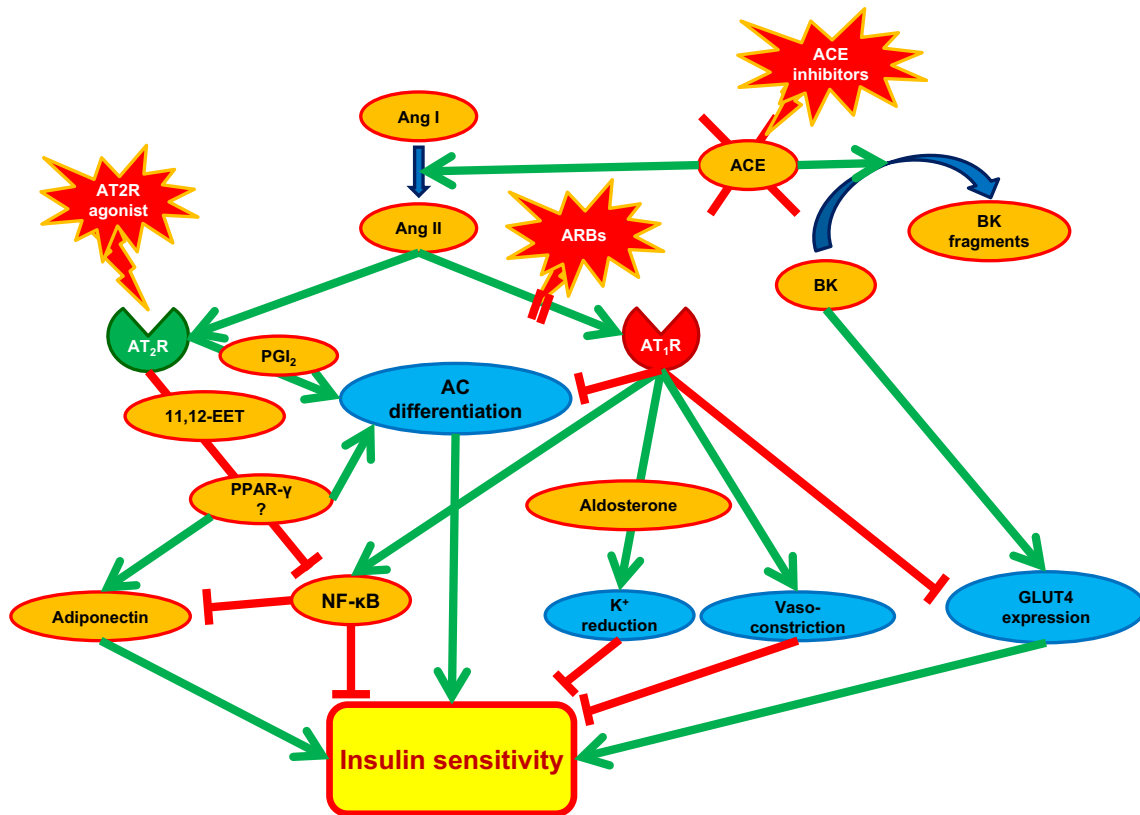 ACE
inhibitors
Ang I
ACE
AT2R
agonist
Ang II
ARBs
BK
fragments
BK
AT₂R
PGI₂
AT₁R
AC
differentiation
11,12-EET
PPAR-γ
?
Aldosterone
Adiponectin
NF-κB
K⁺
reduction
Vaso-
constriction
GLUT4
expression
Insulin sensitivity